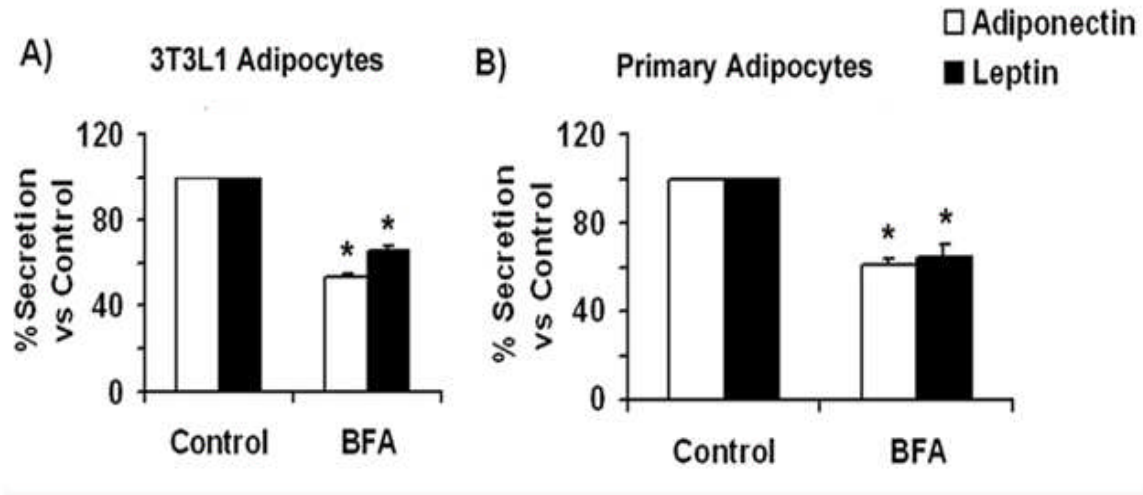 Adiponectin
Leptin
A)
3T3L1 Adipocytes
% Secretion
vs Control
120
80
40
0
*
*
Control
BFA
B)
Primary Adipocytes
% Secretion
vs Control
120
80
40
0
*
*
Control
BFA